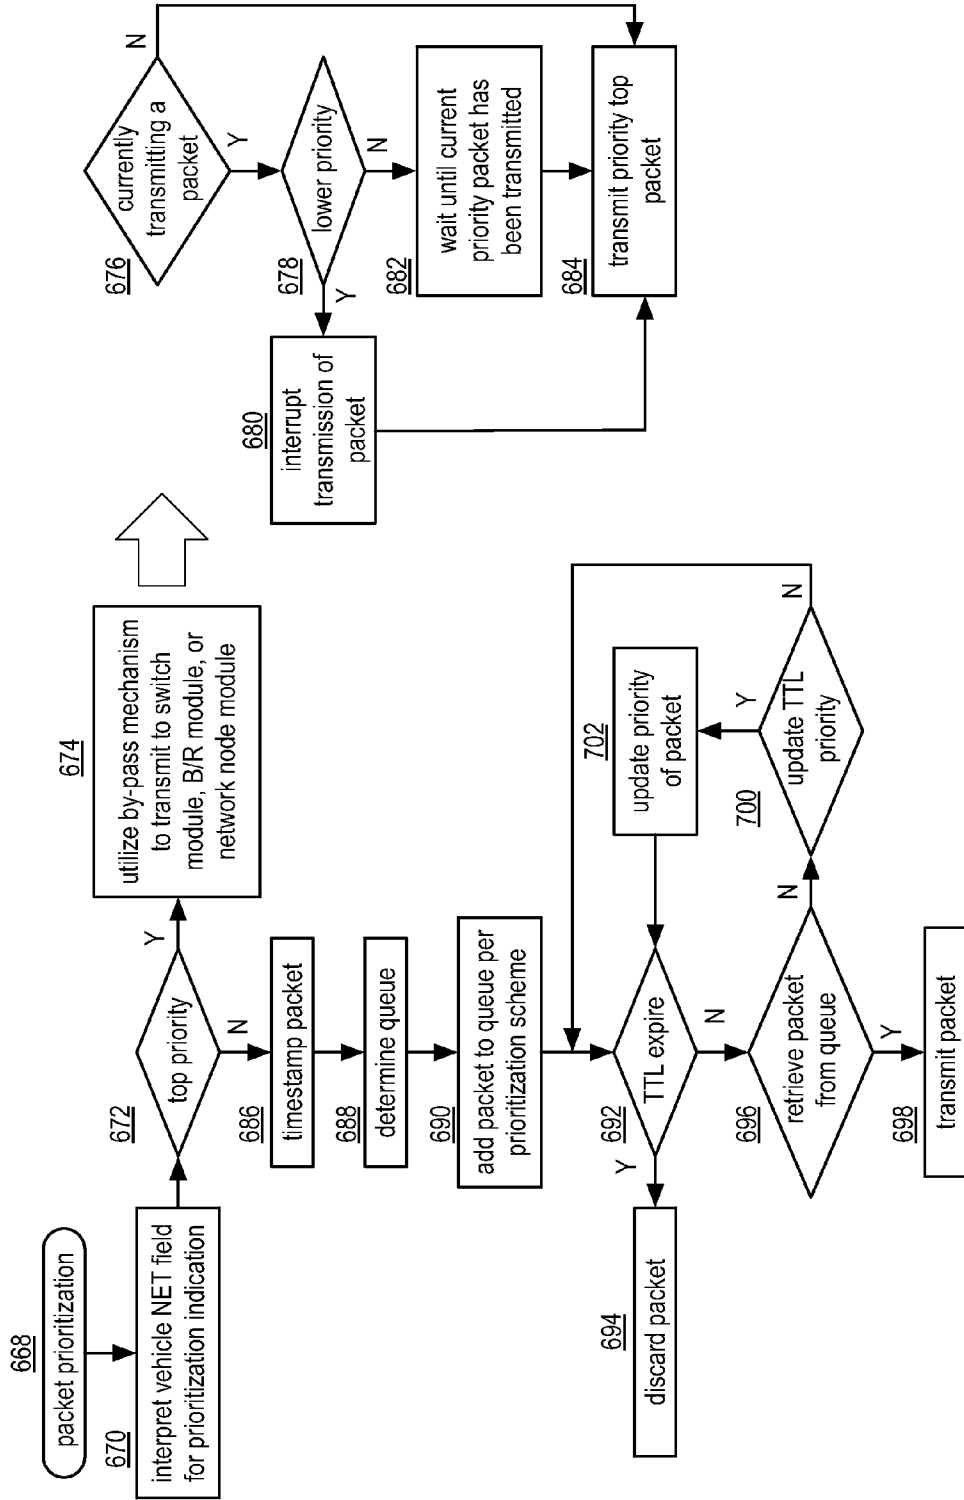 668
packet prioritization
670
interpret vehicle NET field
for prioritization indication
672
top priority
Y
N
674
utilize by-pass mechanism
to transmit to switch
module, B/R module, or
network node module
686
timestamp packet
688
determine queue
690
add packet to queue per
prioritization scheme
692
TTL expire
Y
N
694
discard packet
696
retrieve packet
from queue
N
Y
698
transmit packet
700
update TTL
priority
Y
N
702
update priority
of packet
676
currently
transmitting a
packet
N
Y
678
lower priority
Y
N
680
interrupt
transmission of
packet
682
wait until current
priority packet has
been transmitted
684
transmit priority top
packet